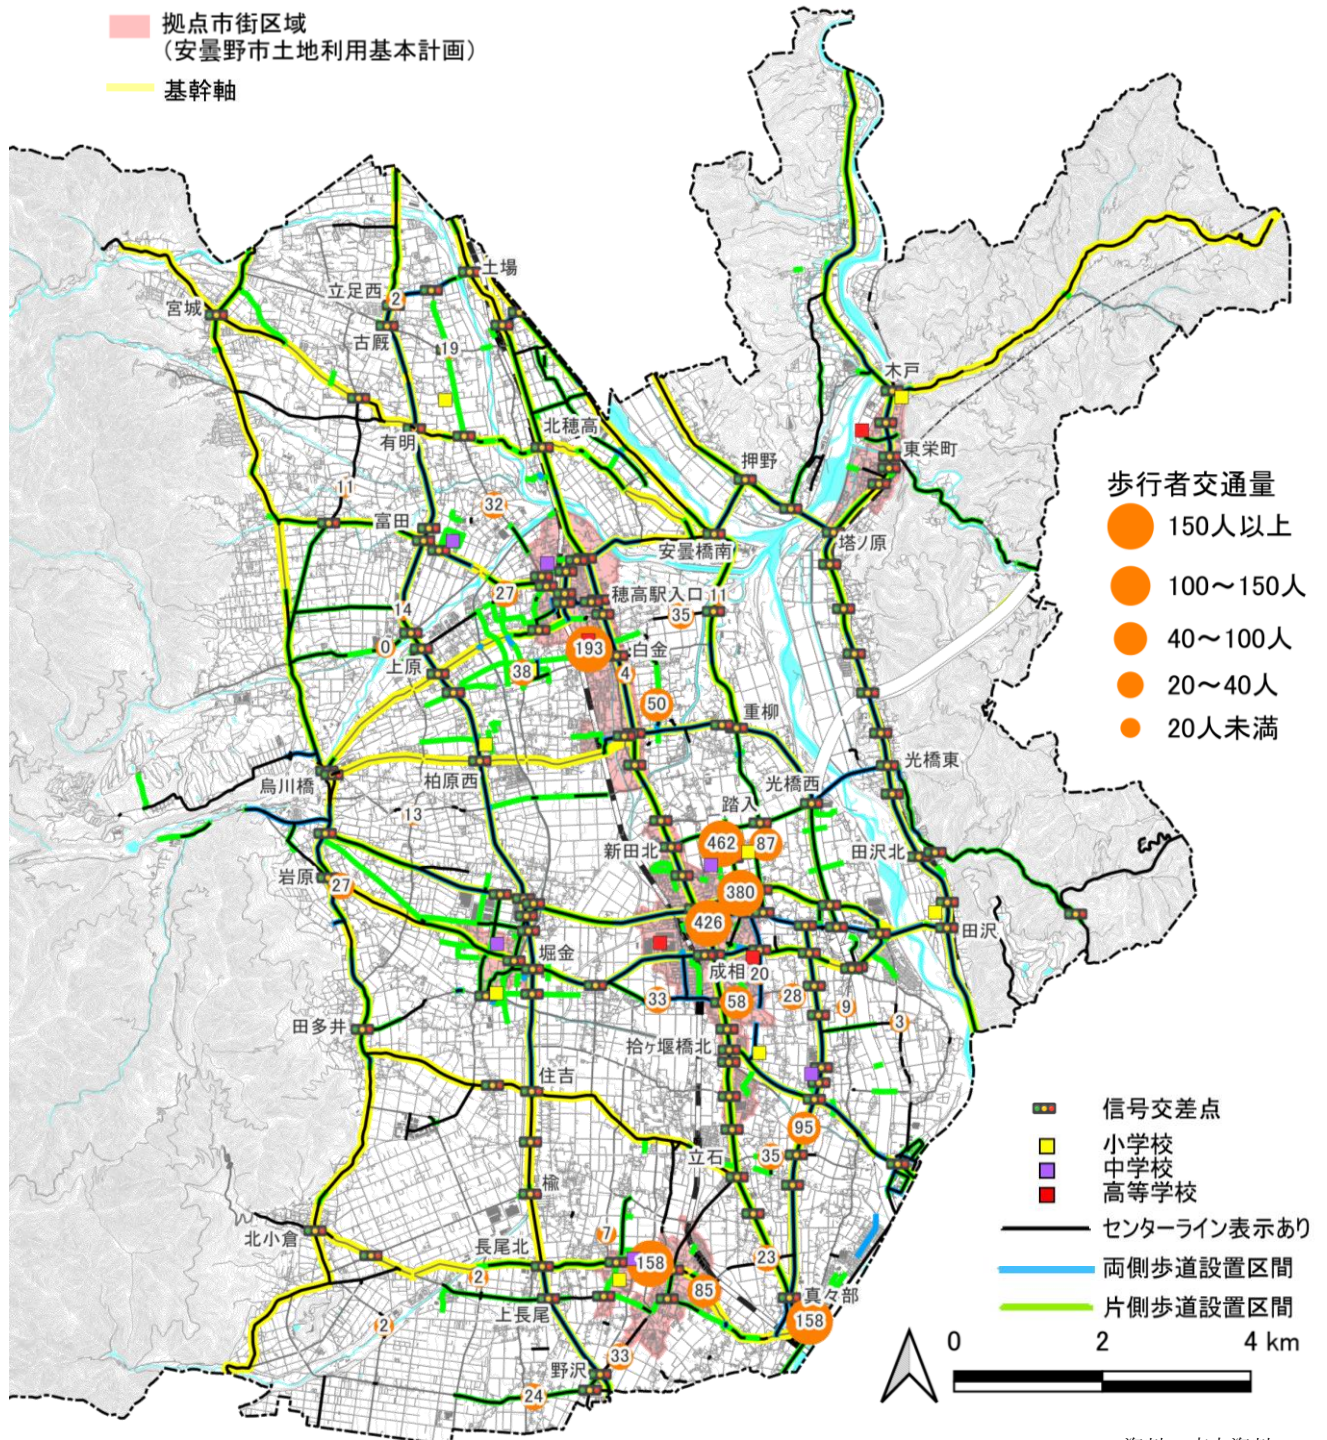 拠点市街区域
（安曇野市土地利用基本計画）
基幹軸
土場
立足西
2
宮城
古厩
19
木戸
北穂高
有明
東栄町
押野
歩行者交通量
150人以上
11
32
富田
安曇橋南
塔ノ原
100～150人
27
穂高駅入口
11
14
35
40～100人
0
上原
193
白金
38
4
20～40人
50
重柳
20人未満
光橋東
烏川橋
柏原西
光橋西
13
踏入
462
87
新田北
田沢北
岩原
27
380
426
田沢
堀金
成相
20
33
58
28
9
3
田多井
拾ケ堰橋北
住吉
信号交差点
95
小学校
立石
35
中学校
楡
高等学校
7
センターライン表示あり
北小倉
長尾北
23
158
2
両側歩道設置区間
85
真々部
上長尾
158
片側歩道設置区間
2
0 2 4 km
33
野沢
24